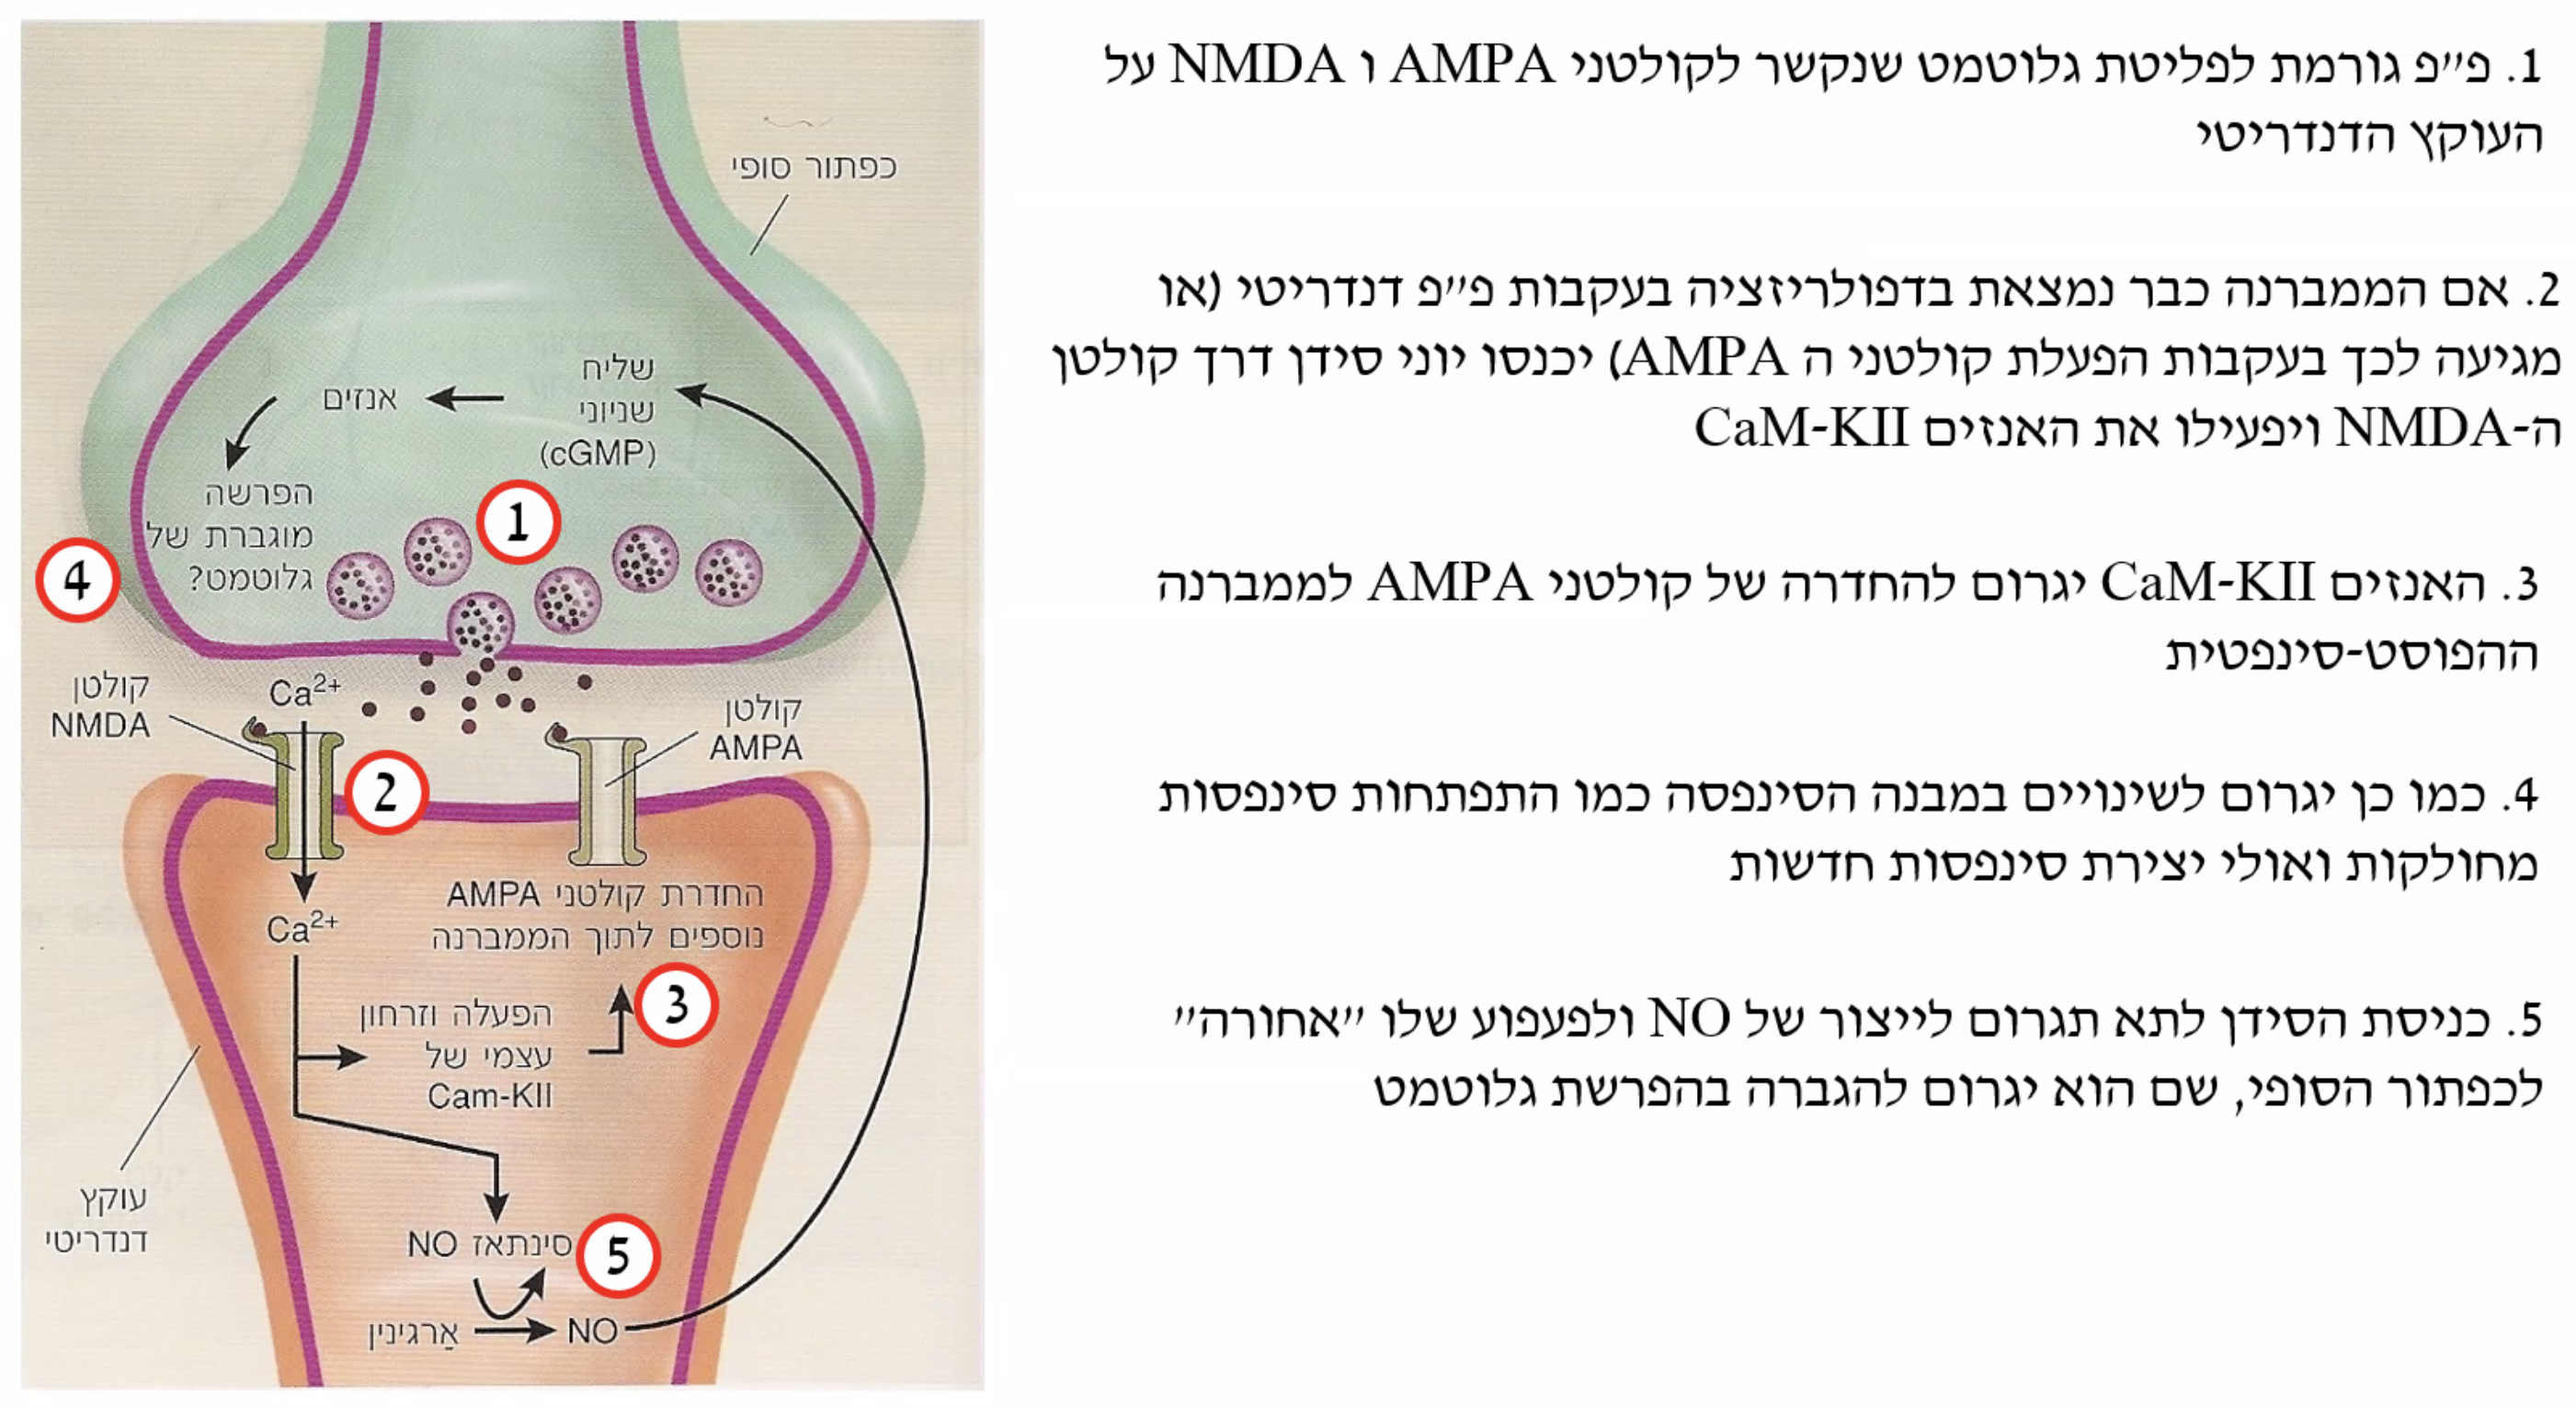 1. פ״פ גורמת לפליטת גלוטמט שנקשר לקולטני AMPA ו NMDA על
העוקץ הדנדריטי
2. אם הממברנה כבר נמצאת בדפולריזציה בעקבות פ״פ דנדריטי (או
מגיעה לכך בעקבות הפעלת קולטני ה AMPA) יכנסו יוני סידן דרך קולטן
ה-NMDA ויפעילו את האנזים CaM-KII
3. האנזים CaM-KII יגרום להחדרה של קולטני AMPA לממברנה
ההפוסט-סינפטית
4. כמו כן יגרום לשינויים במבנה הסינפסה כמו התפתחות סינפסות
מחולקות ואולי יצירת סינפסות חדשות
5. כניסת הסידן לתא תגרום לייצור של NO ולפעפוע שלו ״אחורה״
לכפתור הסופי, שם הוא יגרום להגברה בהפרשת גלוטמט
כפתור סופי
שליח
שניוני
(cGMP)
אנזים
הפרשה
מוגברת של
גלוטמט?
1
4
קולטן
NMDA
Ca2+
קולטן
AMPA
2
Ca2+
החדרת קולטני AMPA
נוספים לתוך הממברנה
3
הפעלה וזרחון
עצמי של
Cam-KII
עוקץ
דנדריטי
סינתאז NO
5
אַרגינין
NO